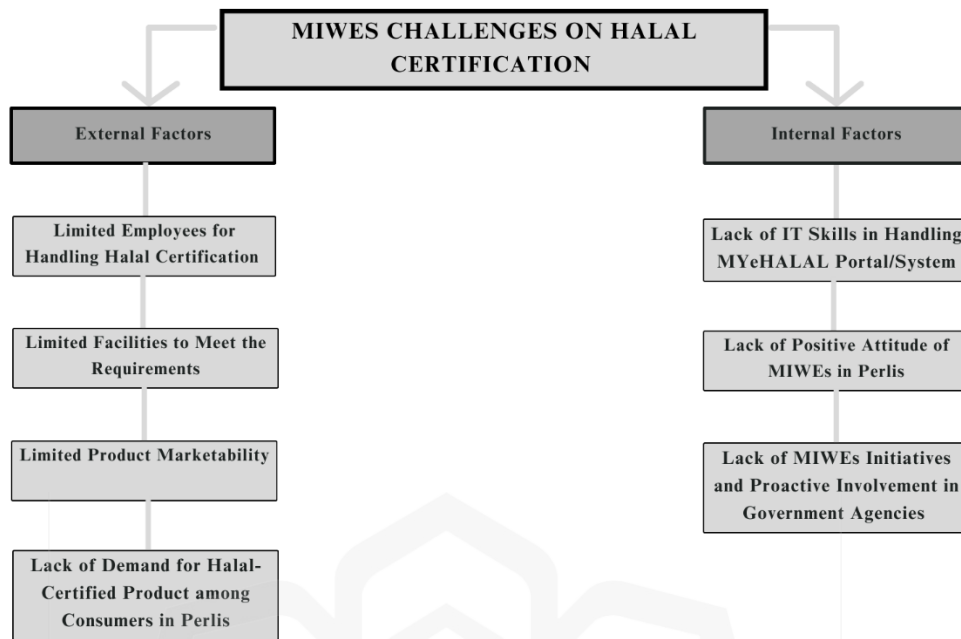 MIWES CHALLENGES ON HALAL
CERTIFICATION
External Factors
Limited Employees for
Handling Halal Certification
Limited Facilities to Meet the
Requirements
Limited Product Marketability
Lack of Demand for Halal-
Certified Product among
Consumers in Perlis
Internal Factors
Lack of IT Skills in Handling
MYeHALAL Portal/System
Lack of Positive Attitude of
MIWEs in Perlis
Lack of MIWEs Initiatives
and Proactive Involvement in
Government Agencies